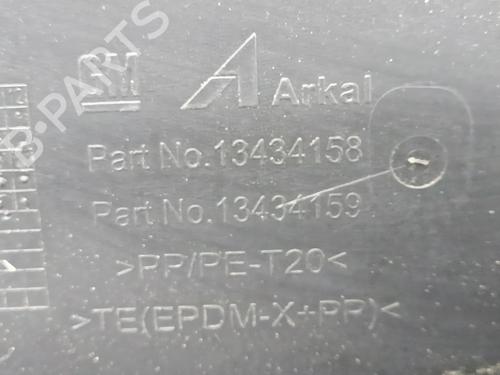 GM Arkal
Part No.13434158
Part No.13434159
>PP/PE-T20<
>TE(EPDM-X+PP)<
B-PARTS